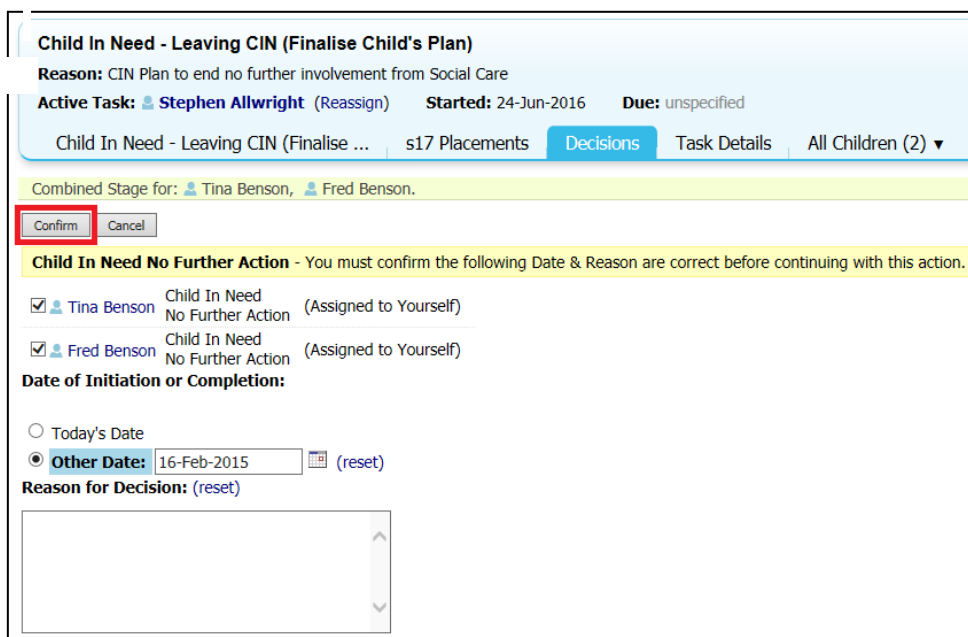 Child In Need - Leaving CIN (Finalise Child's Plan)
Reason: CIN Plan to end no further involvement from Social Care
Active Task: Stephen Allwright (Reassign) Started: 24-Jun-2016 Due: unspecified
Child In Need - Leaving CIN (Finalise ... s17 Placements Decisions Task Details All Children (2) ▼
Combined Stage for: Tina Benson, Fred Benson.
Confirm Cancel
Child In Need No Further Action - You must confirm the following Date & Reason are correct before continuing with this action.
Child In Need
Tina Benson (Assigned to Yourself)
No Further Action
Child In Need
Fred Benson (Assigned to Yourself)
No Further Action
Date of Initiation or Completion:
Today's Date
Other Date: 16-Feb-2015 (reset)
Reason for Decision: (reset)